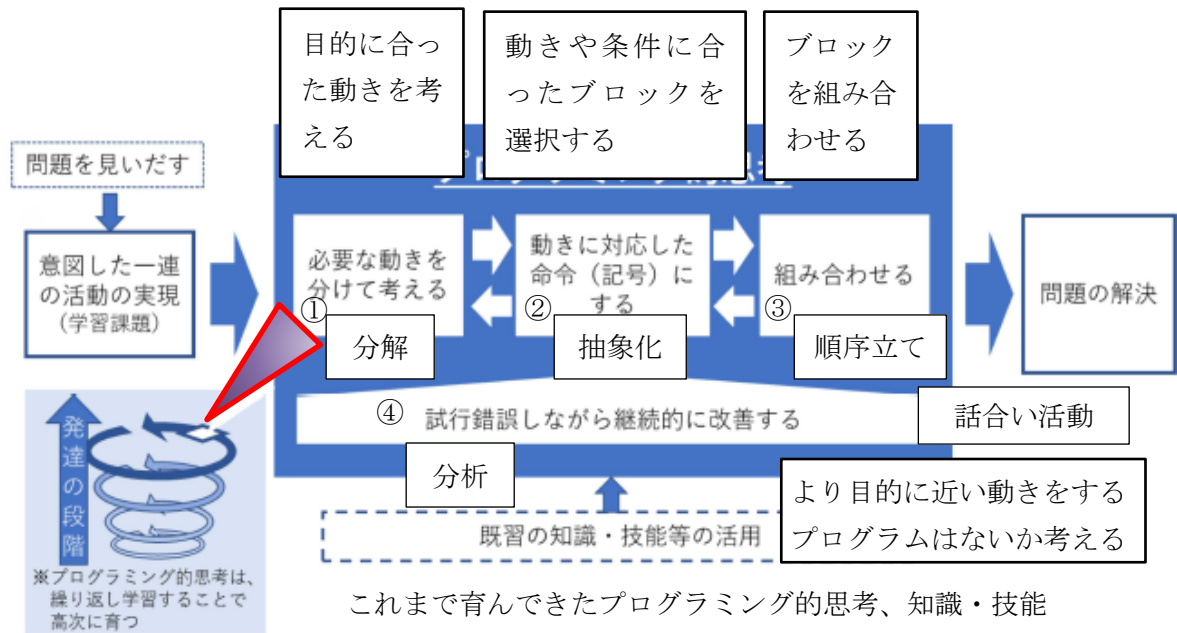 目的に合っ
た動きを考
える
動きや条件に合
ったブロックを
選択する
ブロック
を組み合
わせる
問題を見いだす
意図した一連
の活動の実現
(学習課題)
必要な動きを
分けて考える
動きに対応した
命令(記号)に
する
組み合わせる
問題の解決
①
分解
②
抽象化
③
順序立て
④
試行錯誤しながら継続的に改善する
話合い活動
分析
より目的に近い動きをする
プログラムはないか考える
既習の知識・技能等の活用
発達の段階
※プログラミング的思考は、
繰り返し学習することで
高次に育つ
これまで育んできたプログラミング的思考、知識・技能